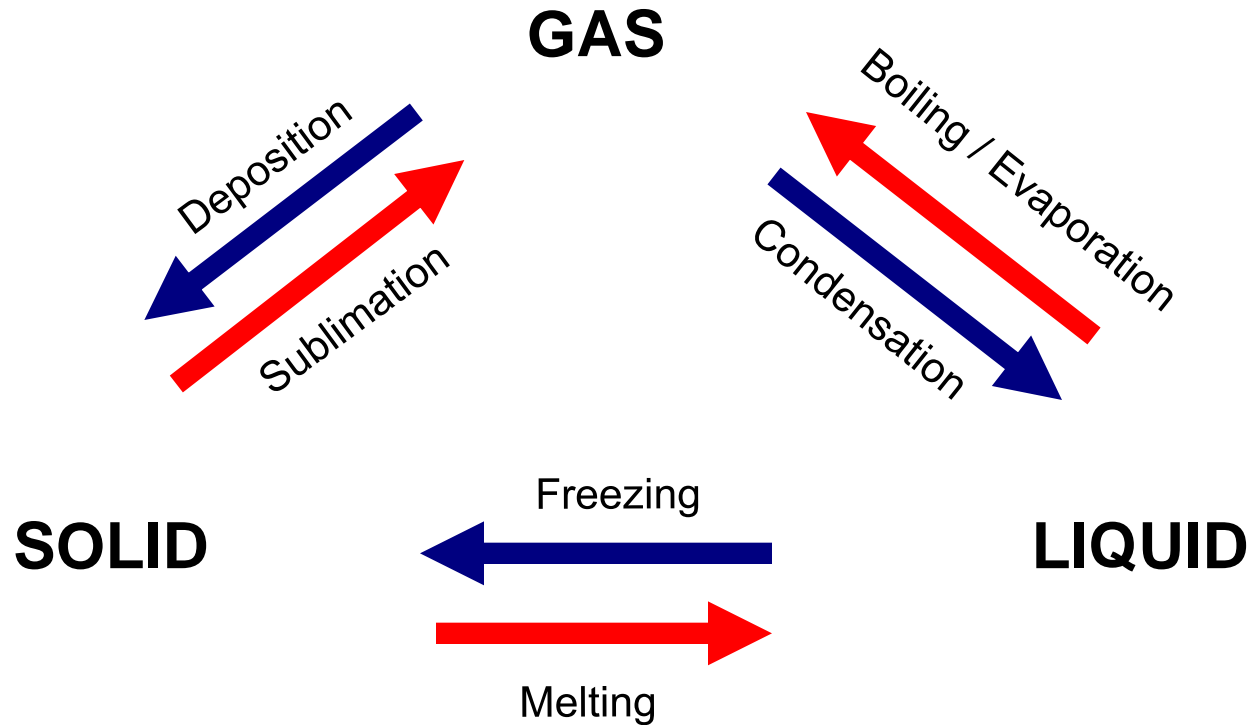 GAS
Deposition
Sublimation
Boiling / Evaporation
Condensation
SOLID
Freezing
LIQUID
Melting